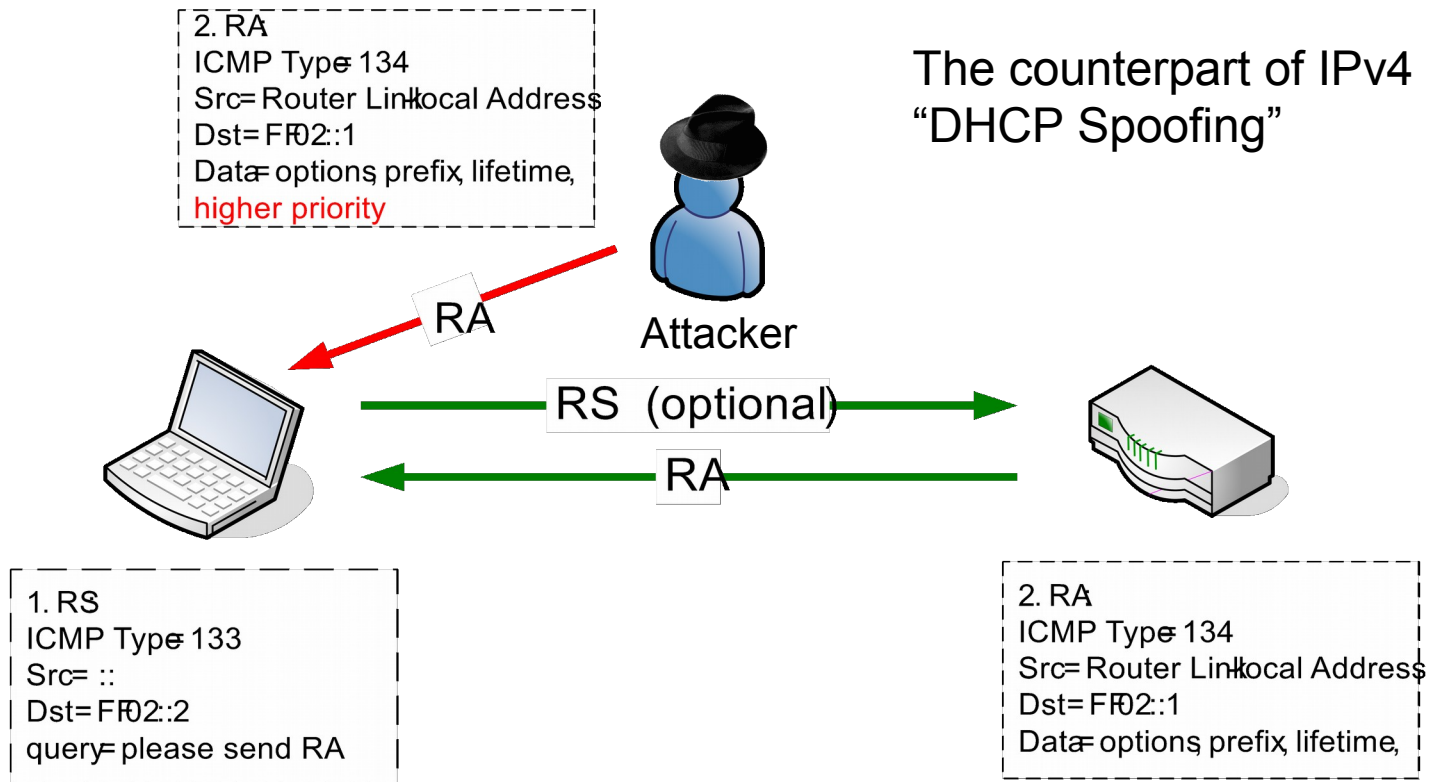 2. RA:
ICMP Type= 134
Src= Router Link-local Address
Dst= FF02::1
Data= options, prefix, lifetime,
higher priority
The counterpart of IPv4
“DHCP Spoofing”
RA
Attacker
RS (optional)
RA
1. RS:
ICMP Type= 133
Src= ::
Dst= FF02::2
query= please send RA
2. RA:
ICMP Type= 134
Src= Router Link-local Address
Dst= FF02::1
Data= options, prefix, lifetime,